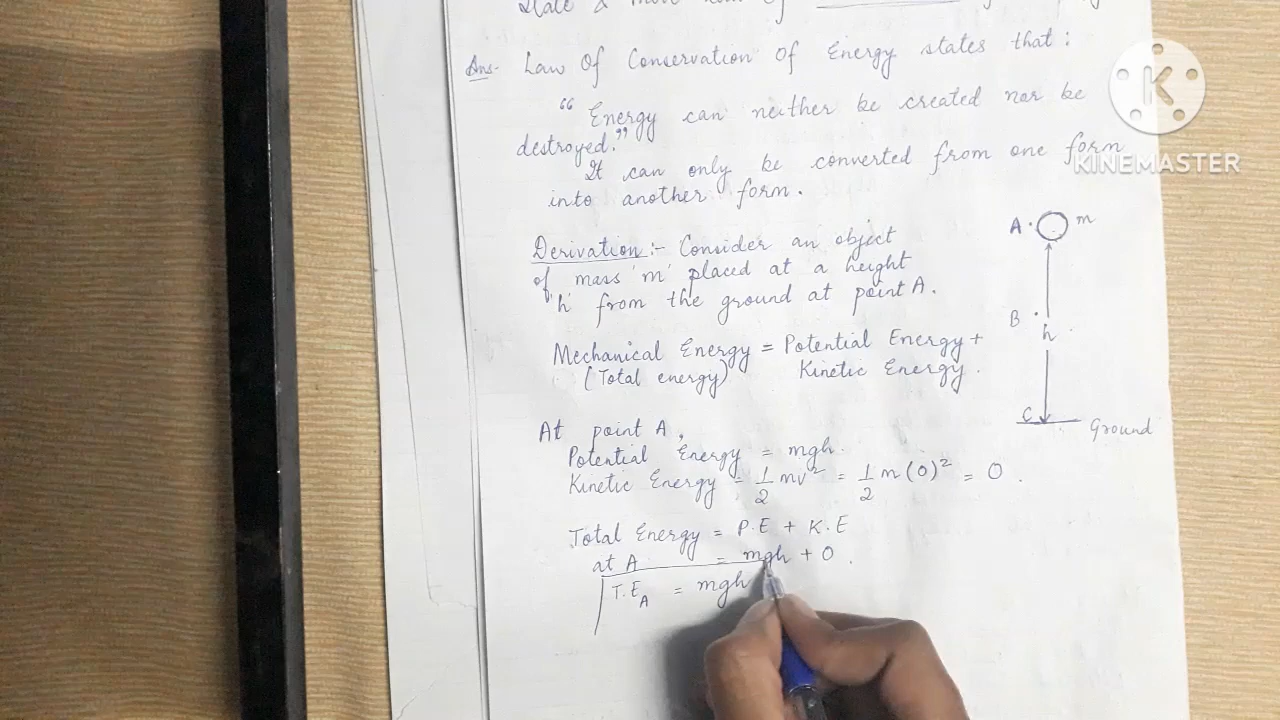 State &
Ans- Law Of Conservation Of Energy states that:
"Energy can neither be created nor be
destroyed."
It can only be converted from one form
into another form.
KINEMASTER
A. m
Derivation:- Consider an object
of mass 'm' placed at a height
'h' from the ground at point A.
B .
h
Mechanical Energy = Potential Energy +
(Total energy) Kinetic Energy.
C
Ground
At point A,
Potential Energy = mgh.
Kinetic Energy = 1/2 mv² = 1/2 m (0)² = 0.
Total Energy = P.E + K.E
at A = mgh + 0.
T.E_A = mgh